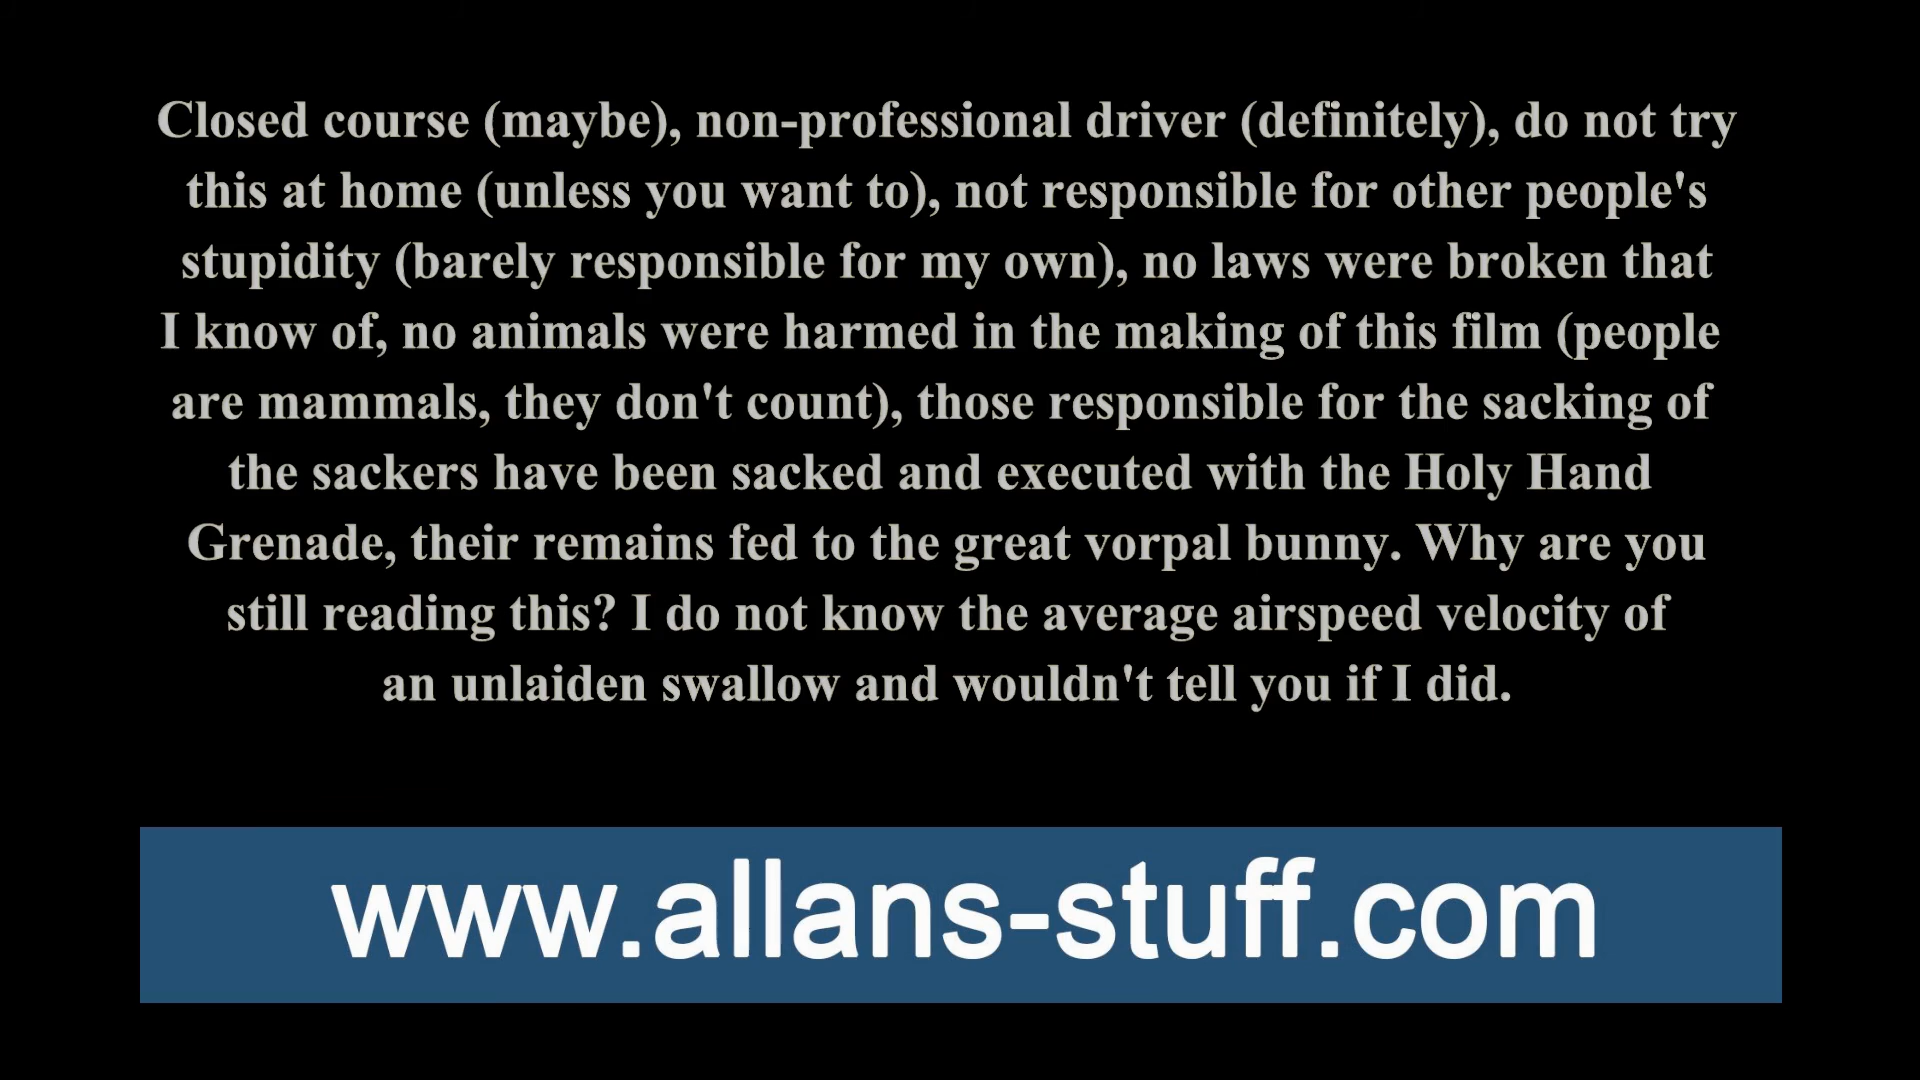 Closed course (maybe), non-professional driver (definitely), do not try
this at home (unless you want to), not responsible for other people's
stupidity (barely responsible for my own), no laws were broken that
I know of, no animals were harmed in the making of this film (people
are mammals, they don't count), those responsible for the sacking of
the sackers have been sacked and executed with the Holy Hand
Grenade, their remains fed to the great vorpal bunny. Why are you
still reading this? I do not know the average airspeed velocity of
an unlaiden swallow and wouldn't tell you if I did.
www.allans-stuff.com